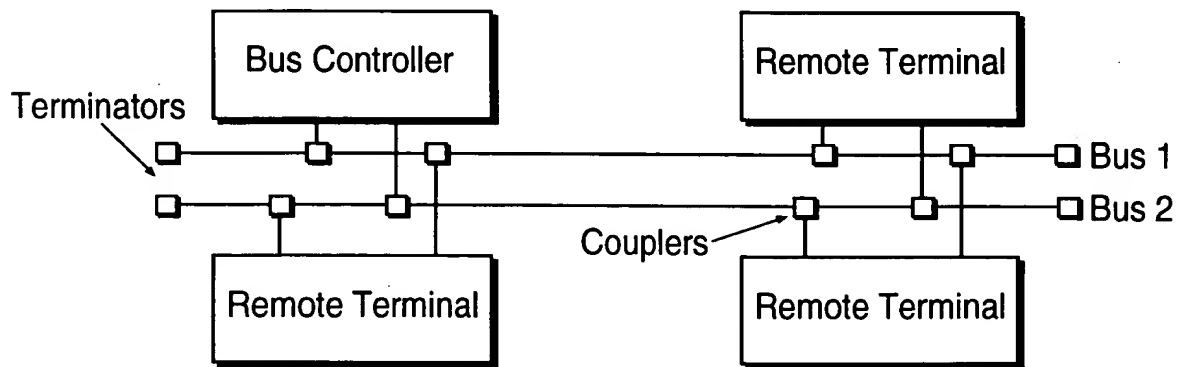 Bus Controller
Remote Terminal
Terminators
Bus 1
Bus 2
Couplers
Remote Terminal
Remote Terminal